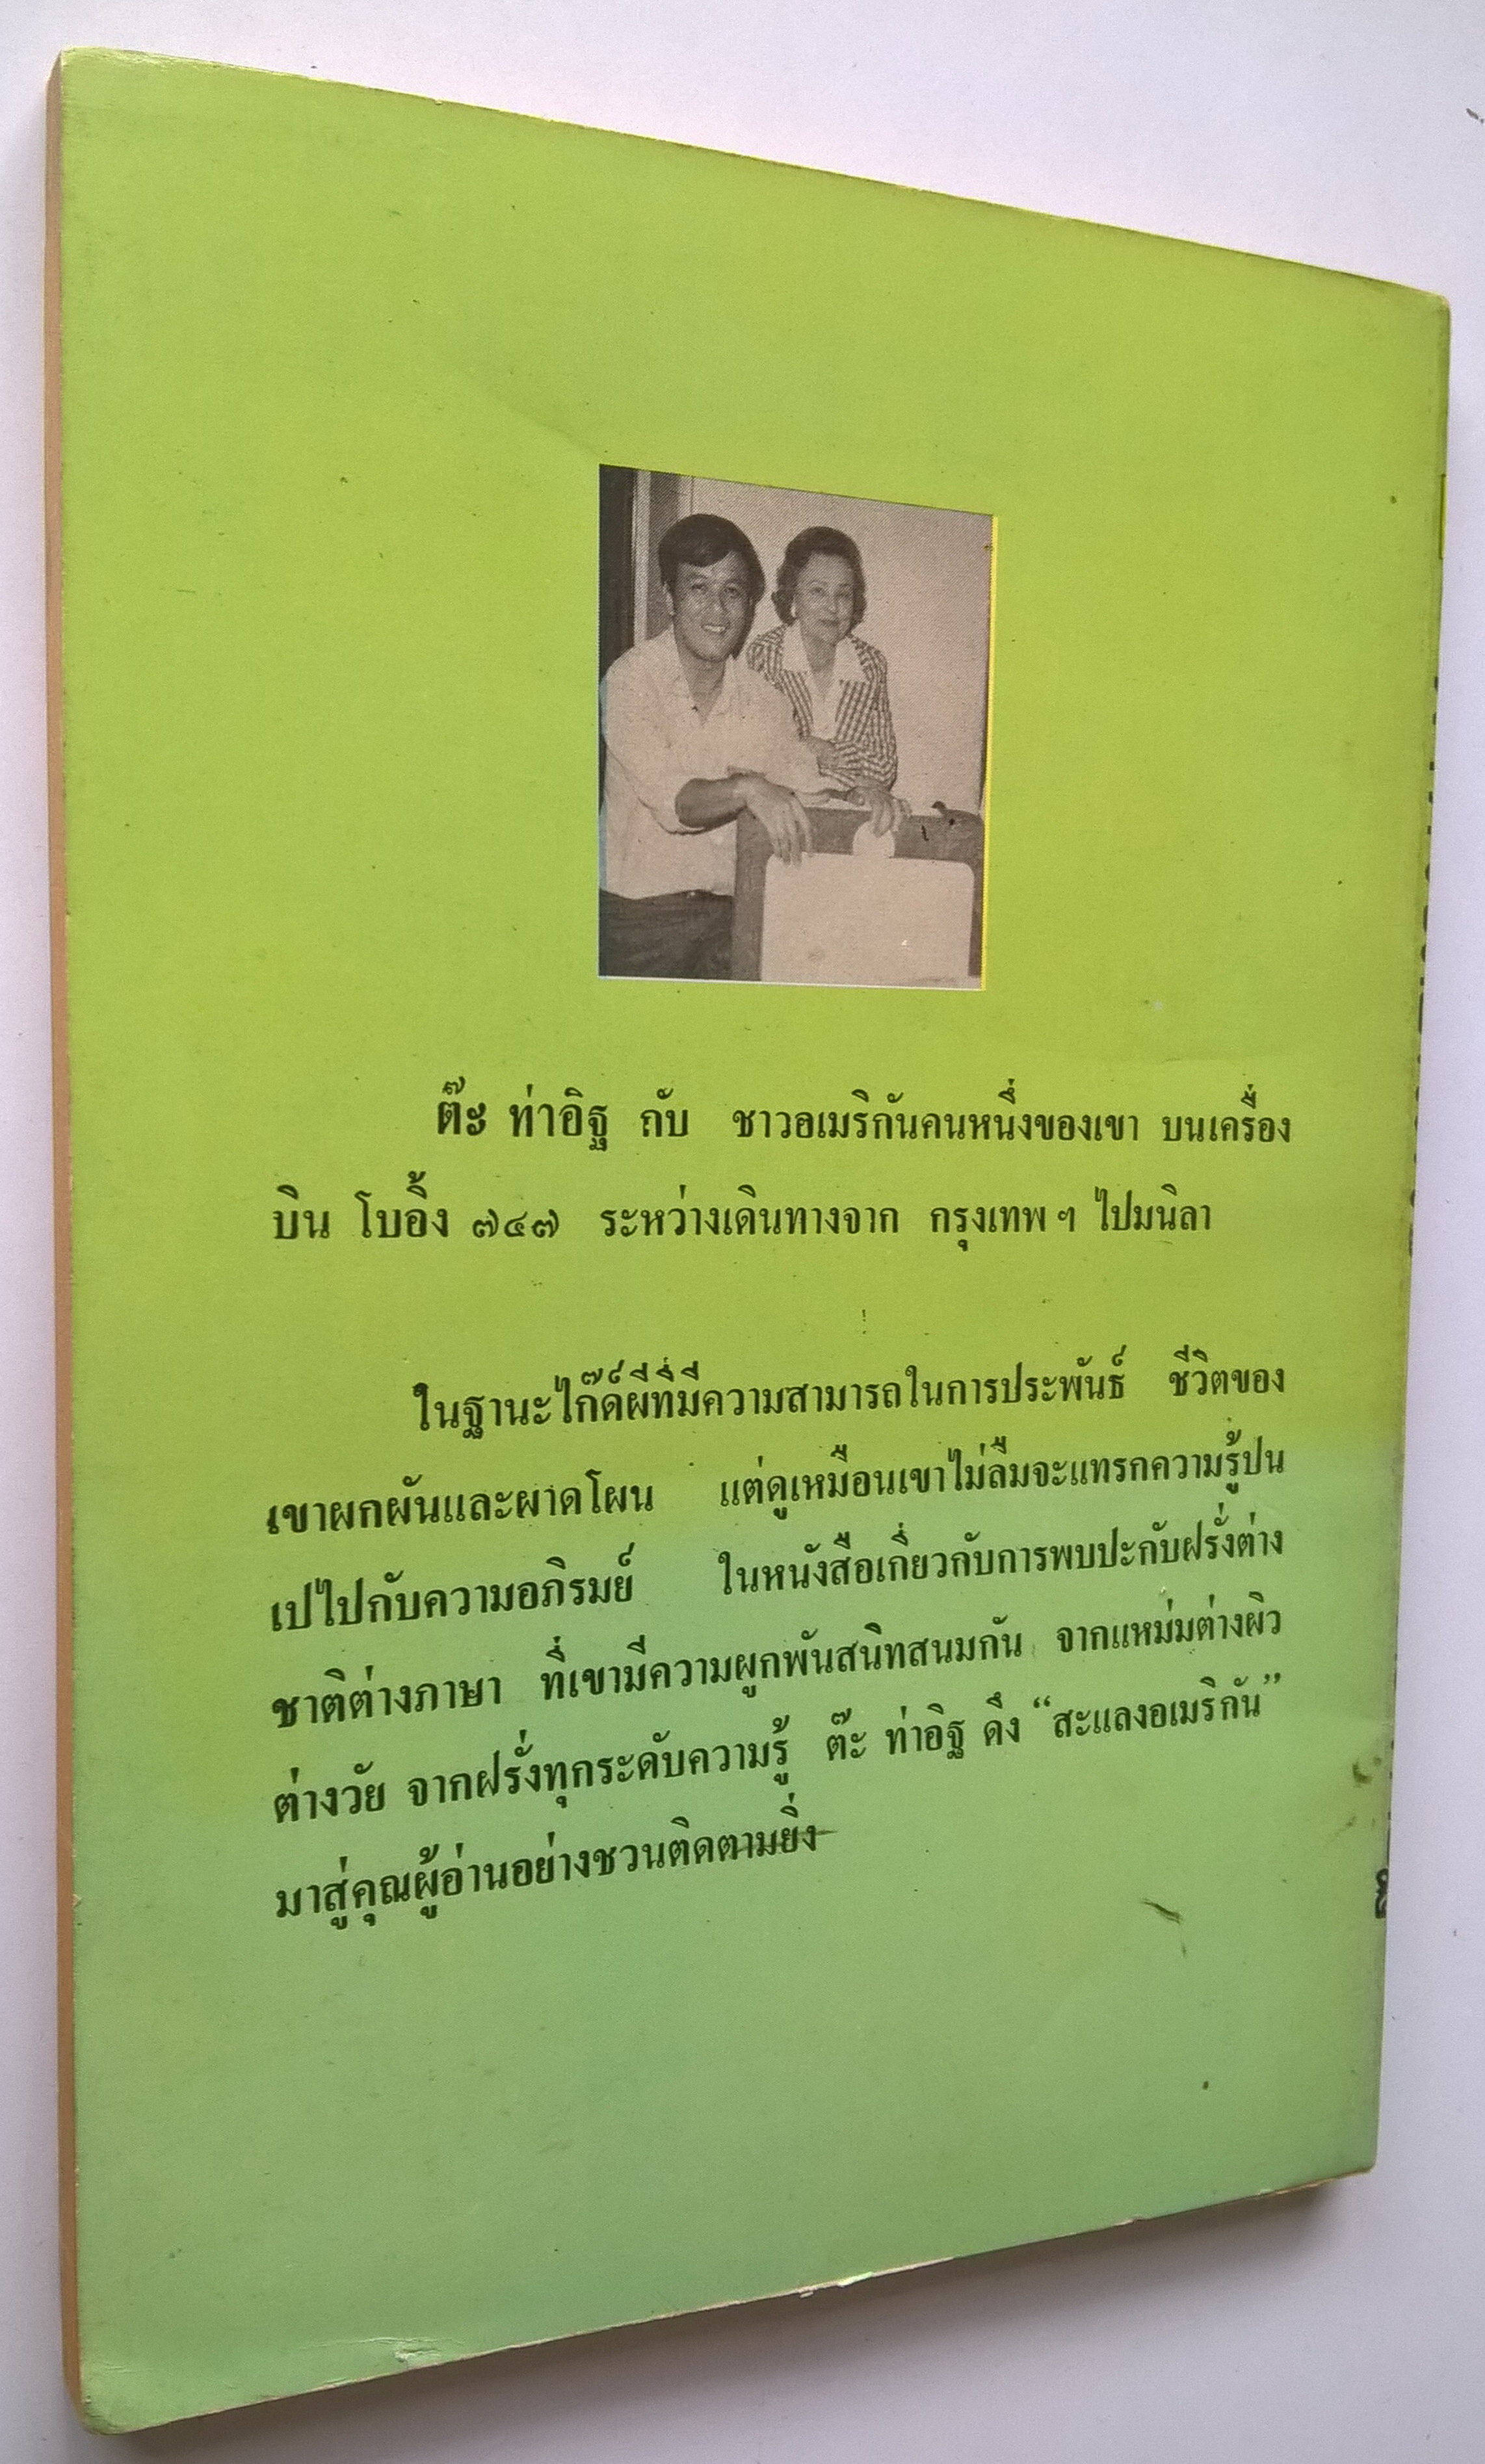 ต๊ะ ท่าอิฐ กับ ชาวอเมริกันคนหนึ่งของเขา บนเครื่อง
บิน โบอิ้ง ๗๔๗ ระหว่างเดินทางจาก กรุงเทพ ฯ ไปมนิลา
ในฐานะไก๊ด์ผีที่มีความสามารถในการประพันธ์ ชีวิตของ
เขาผกผันและผาดโผน แต่ดูเหมือนเขาไม่ลืมจะแทรกความรู้ปน
เปไปกับความอภิรมย์ ในหนังสือเกี่ยวกับการพบปะกับฝรั่งต่าง
ชาติต่างภาษา ที่เขามีความผูกพันสนิทสนมกัน จากแหม่มต่างผิว
ต่างวัย จากฝรั่งทุกระดับความรู้ ต๊ะ ท่าอิฐ ดึง “สะแลงอเมริกัน”
มาสู่คุณผู้อ่านอย่างชวนติดตามยิ่ง